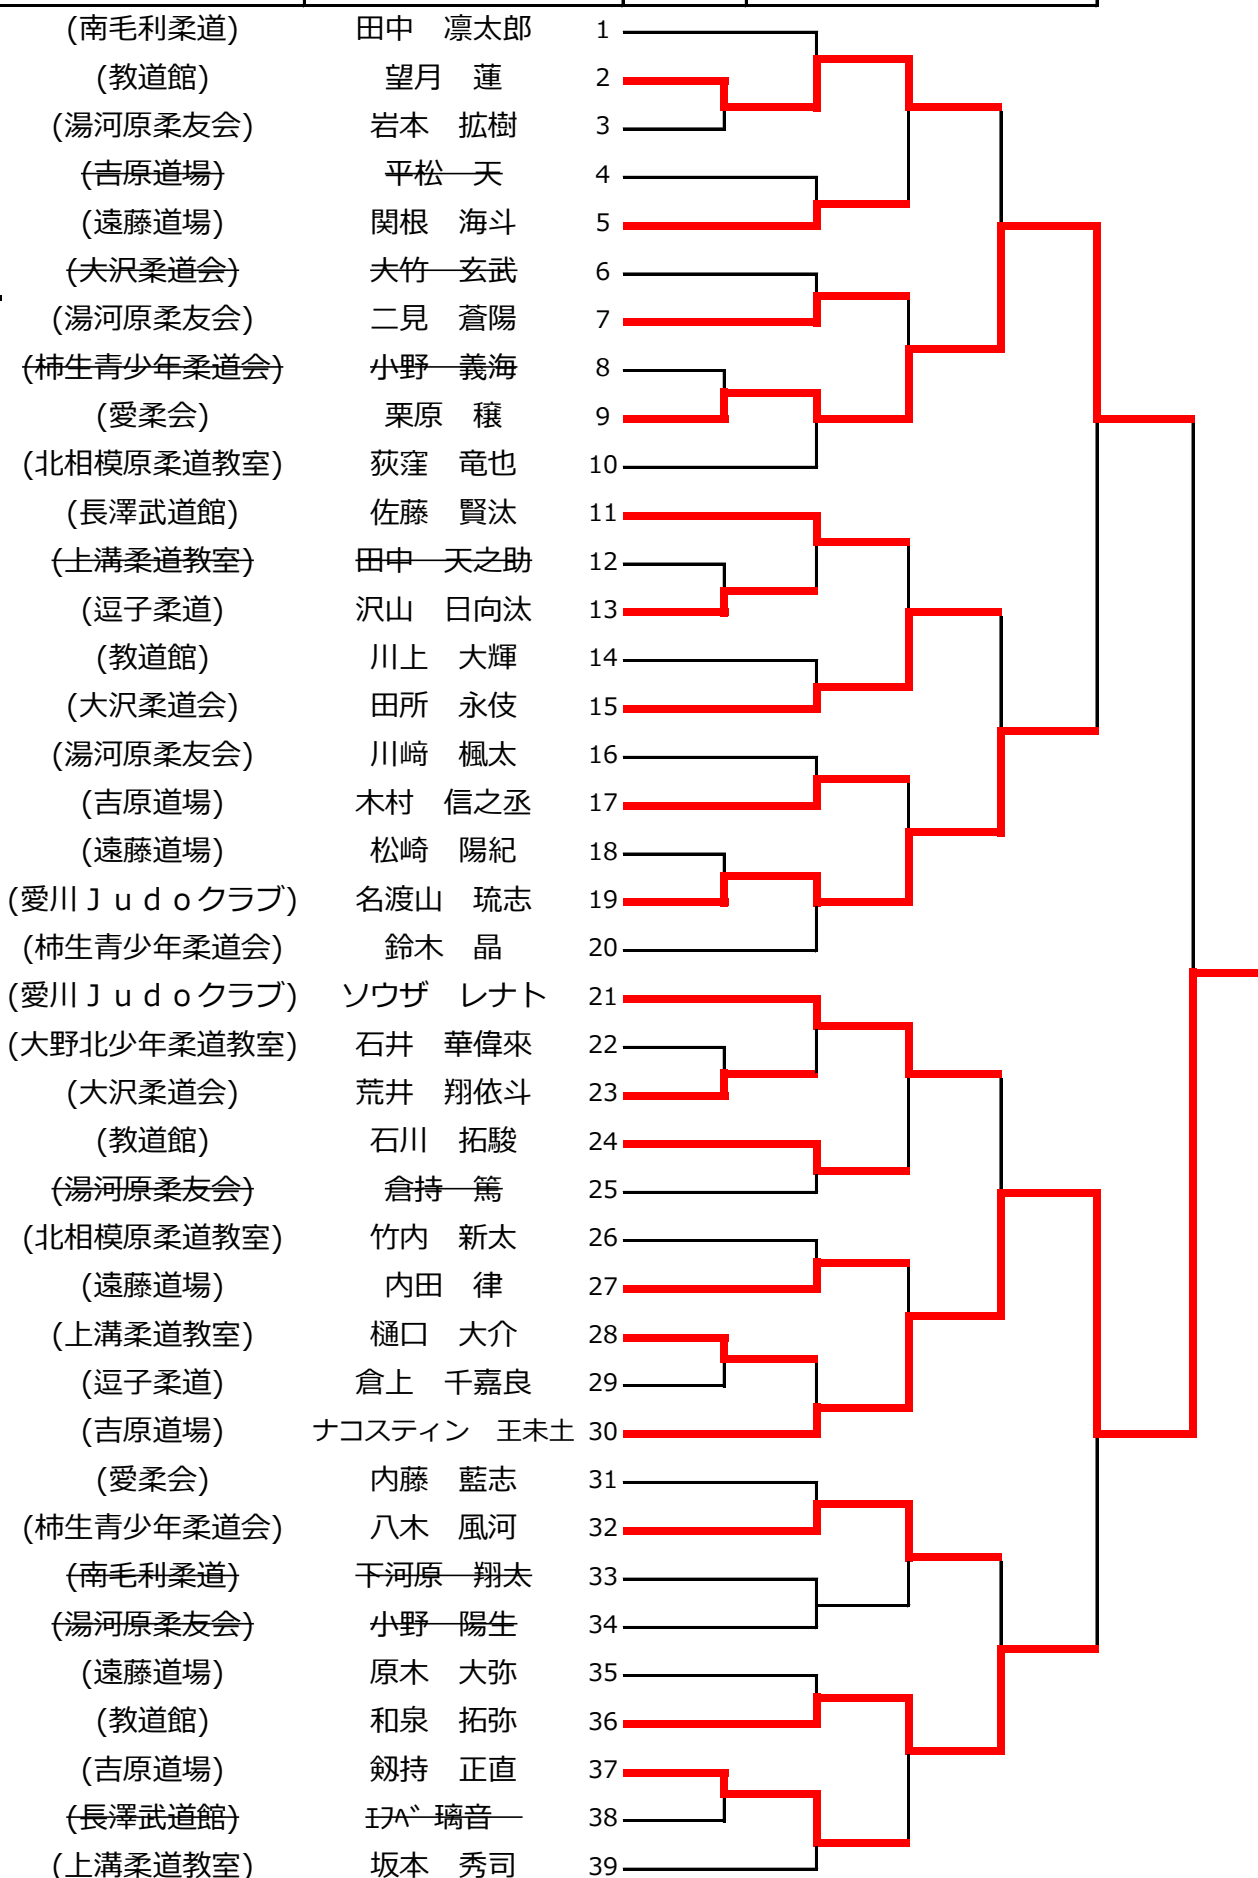 (南毛利柔道) 田中 凛太郎 1
(教道館) 望月 蓮 2
(湯河原柔友会) 岩本 拡樹 3
(吉原道場) 平松 天 4
(遠藤道場) 関根 海斗 5
(大沢柔道会) 大竹 玄武 6
(湯河原柔友会) 二見 蒼陽 7
(柿生青少年柔道会) 小野 義海 8
(愛柔会) 栗原 穣 9
(北相模原柔道教室) 荻窪 竜也 10
(長澤武道館) 佐藤 賢汰 11
(上溝柔道教室) 田中 天之助 12
(逗子柔道) 沢山 日向汰 13
(教道館) 川上 大輝 14
(大沢柔道会) 田所 永伎 15
(湯河原柔友会) 川﨑 楓太 16
(吉原道場) 木村 信之丞 17
(遠藤道場) 松崎 陽紀 18
(愛川Ｊｕｄｏクラブ) 名渡山 琉志 19
(柿生青少年柔道会) 鈴木 晶 20
(愛川Ｊｕｄｏクラブ) ソウザ レナト 21
(大野北少年柔道教室) 石井 華偉來 22
(大沢柔道会) 荒井 翔依斗 23
(教道館) 石川 拓駿 24
(湯河原柔友会) 倉持 篤 25
(北相模原柔道教室) 竹内 新太 26
(遠藤道場) 内田 律 27
(上溝柔道教室) 樋口 大介 28
(逗子柔道) 倉上 千嘉良 29
(吉原道場) ナコスティン 王未土 30
(愛柔会) 内藤 藍志 31
(柿生青少年柔道会) 八木 風河 32
(南毛利柔道) 下河原 翔太 33
(湯河原柔友会) 小野 陽生 34
(遠藤道場) 原木 大弥 35
(教道館) 和泉 拓弥 36
(吉原道場) 剱持 正直 37
(長澤武道館) ｴﾌﾍﾞ 璃音 38
(上溝柔道教室) 坂本 秀司 39